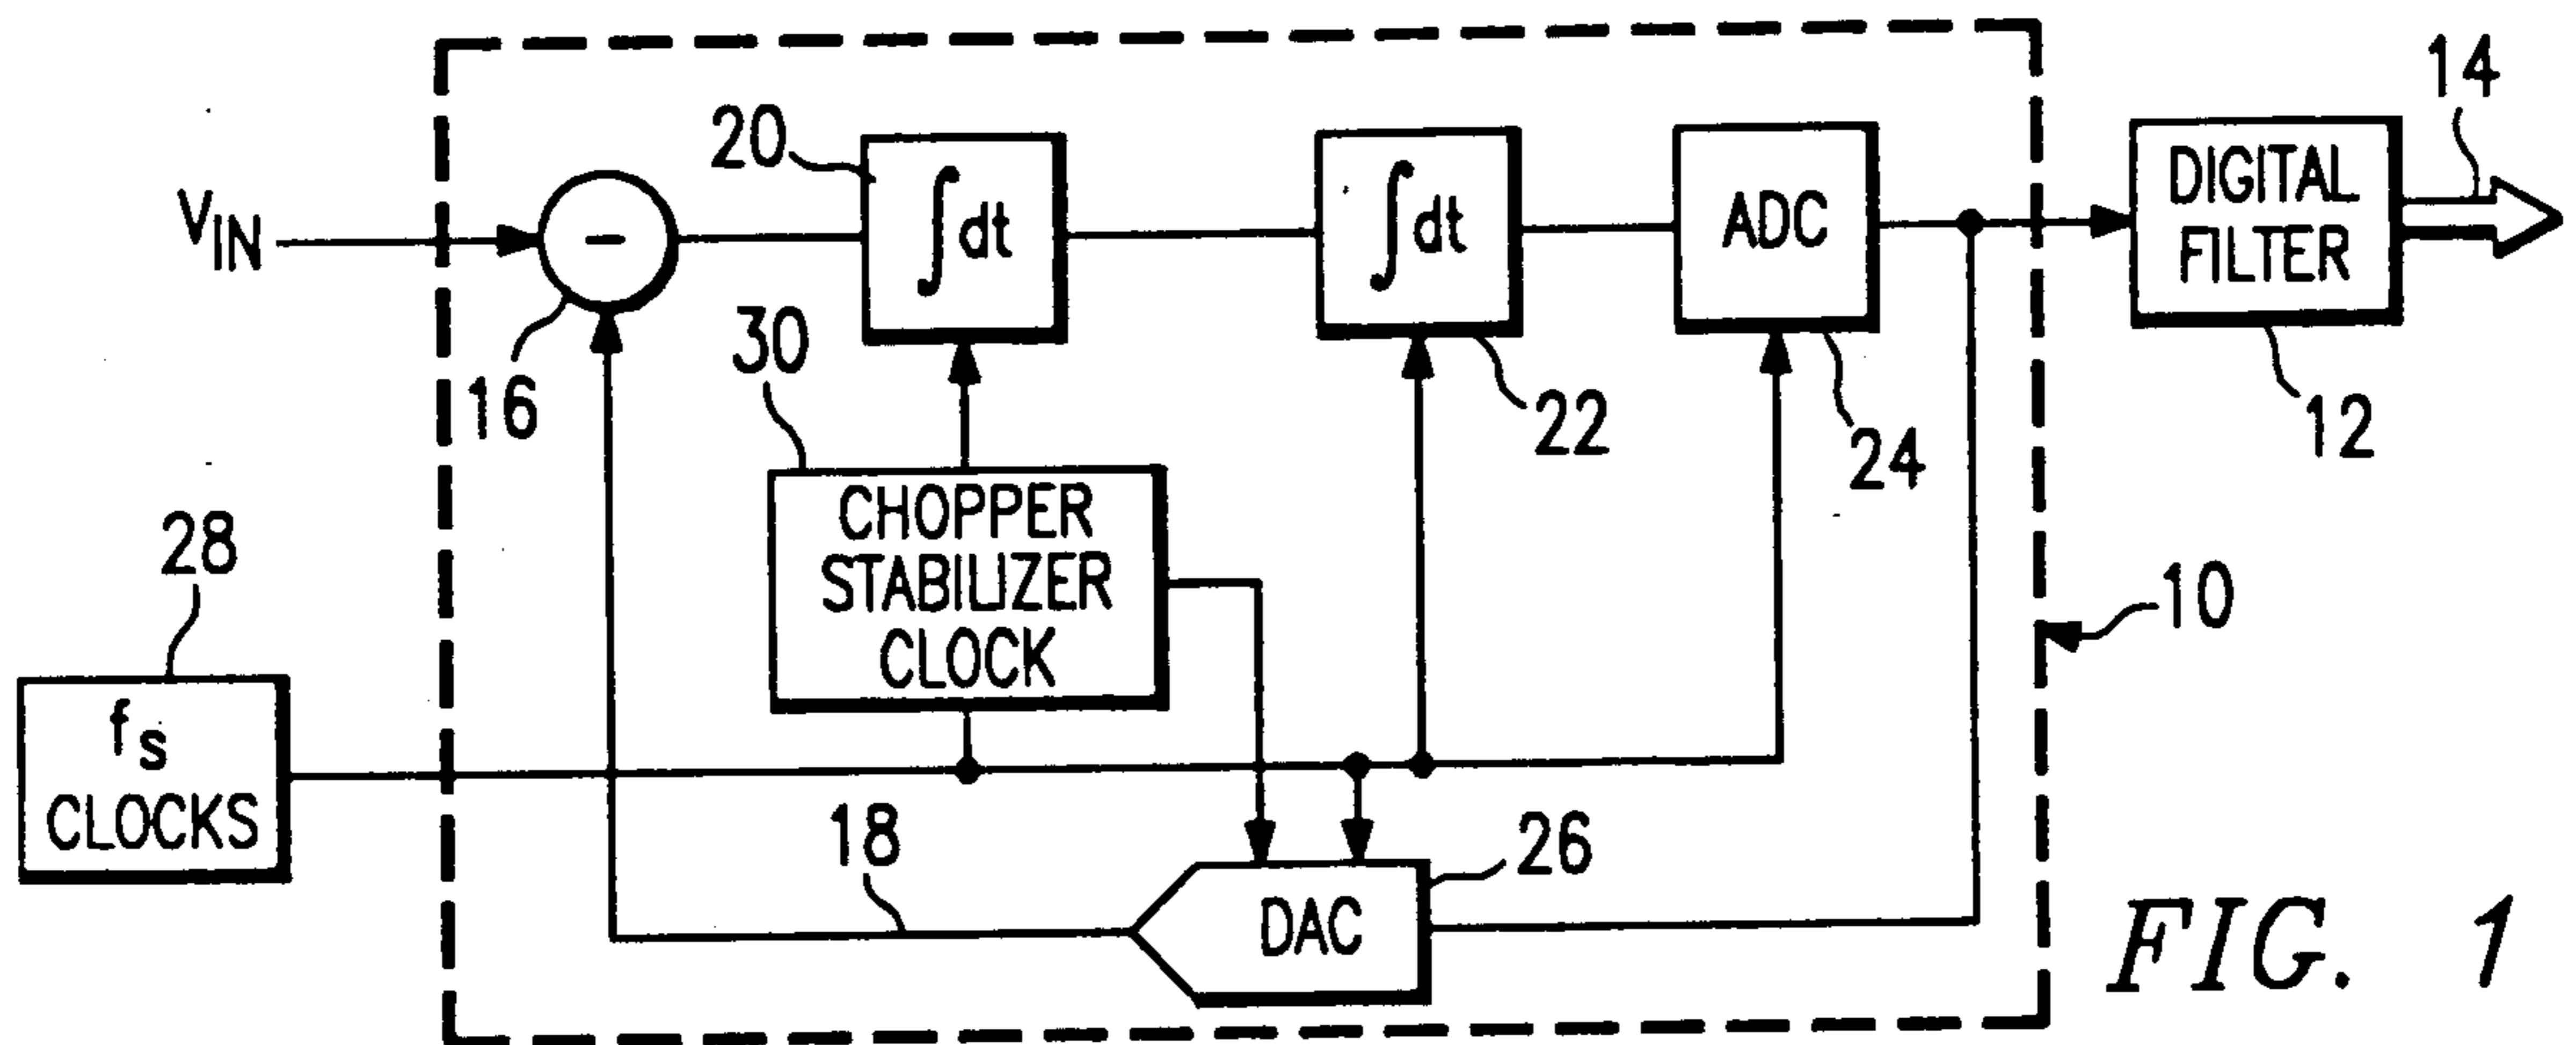 14
20
V_IN
−
∫dt
∫dt
ADC
DIGITAL
FILTER
16
30
22
24
12
CHOPPER
STABILIZER
CLOCK
28
10
f_s
CLOCKS
18
26
DAC
FIG. 1